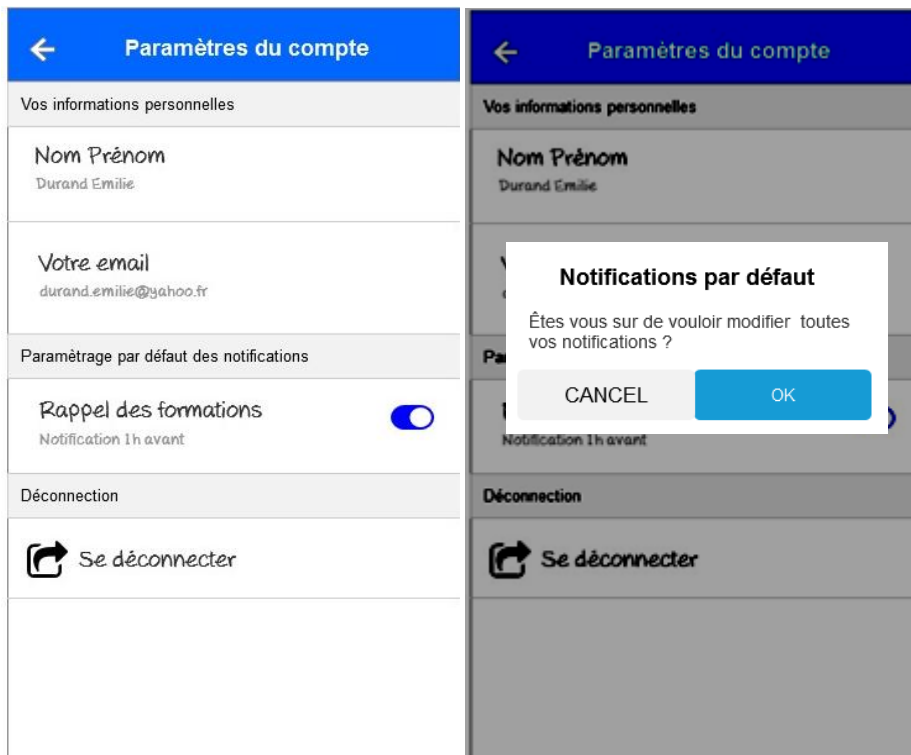 Paramètres du compte
Vos informations personnelles
Nom Prénom
Durand Emilie
Votre email
durand.emilie@yahoo.fr
Paramètrage par défaut des notifications
Rappel des formations
Notification 1h avant
Déconnection
Se déconnecter
Paramètres du compte
Vos informations personnelles
Nom Prénom
Durand Emilie
Notifications par défaut
Êtes vous sur de vouloir modifier toutes
vos notifications ?
CANCEL
OK
Notification 1h avant
Déconnection
Se déconnecter